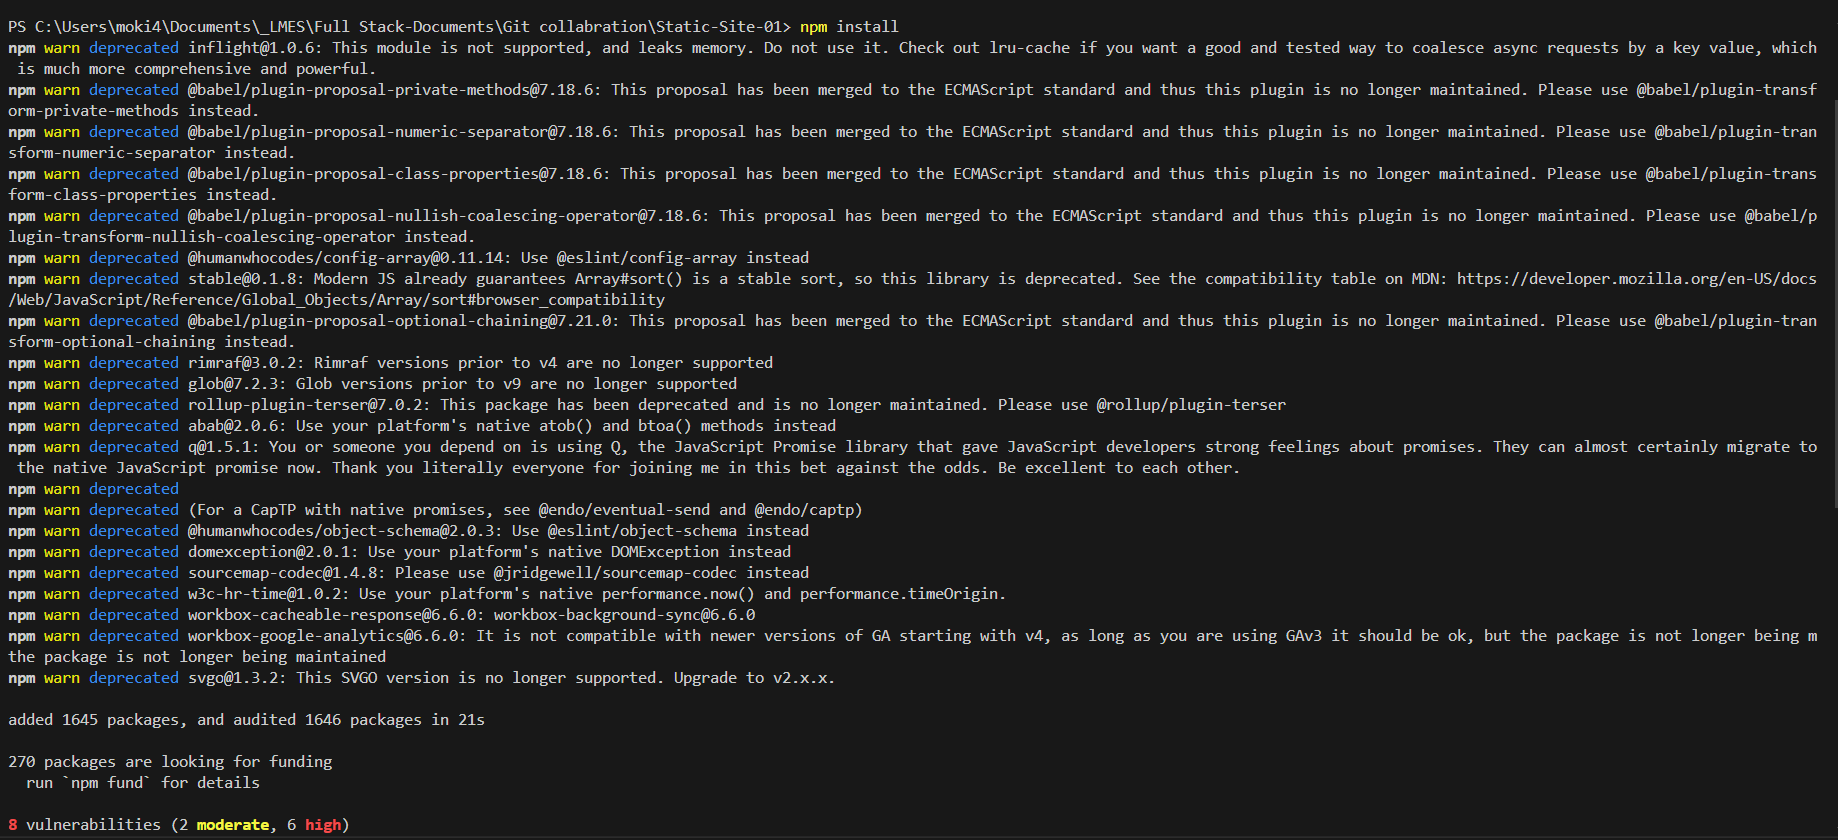 PS C:\Users\moki4\Documents\_LMES\Full Stack-Documents\Git collabration\Static-Site-01> npm install
npm warn deprecated inflight@1.0.6: This module is not supported, and leaks memory. Do not use it. Check out lru-cache if you want a good and tested way to coalesce async requests by a key value, which
 is much more comprehensive and powerful.
npm warn deprecated @babel/plugin-proposal-private-methods@7.18.6: This proposal has been merged to the ECMAScript standard and thus this plugin is no longer maintained. Please use @babel/plugin-transf
orm-private-methods instead.
npm warn deprecated @babel/plugin-proposal-numeric-separator@7.18.6: This proposal has been merged to the ECMAScript standard and thus this plugin is no longer maintained. Please use @babel/plugin-tran
sform-numeric-separator instead.
npm warn deprecated @babel/plugin-proposal-class-properties@7.18.6: This proposal has been merged to the ECMAScript standard and thus this plugin is no longer maintained. Please use @babel/plugin-trans
form-class-properties instead.
npm warn deprecated @babel/plugin-proposal-nullish-coalescing-operator@7.18.6: This proposal has been merged to the ECMAScript standard and thus this plugin is no longer maintained. Please use @babel/p
lugin-transform-nullish-coalescing-operator instead.
npm warn deprecated @humanwhocodes/config-array@0.11.14: Use @eslint/config-array instead
npm warn deprecated stable@0.1.8: Modern JS already guarantees Array#sort() is a stable sort, so this library is deprecated. See the compatibility table on MDN: https://developer.mozilla.org/en-US/docs
/Web/JavaScript/Reference/Global_Objects/Array/sort#browser_compatibility
npm warn deprecated @babel/plugin-proposal-optional-chaining@7.21.0: This proposal has been merged to the ECMAScript standard and thus this plugin is no longer maintained. Please use @babel/plugin-tran
sform-optional-chaining instead.
npm warn deprecated rimraf@3.0.2: Rimraf versions prior to v4 are no longer supported
npm warn deprecated glob@7.2.3: Glob versions prior to v9 are no longer supported
npm warn deprecated rollup-plugin-terser@7.0.2: This package has been deprecated and is no longer maintained. Please use @rollup/plugin-terser
npm warn deprecated abab@2.0.6: Use your platform's native atob() and btoa() methods instead
npm warn deprecated q@1.5.1: You or someone you depend on is using Q, the JavaScript Promise library that gave JavaScript developers strong feelings about promises. They can almost certainly migrate to
 the native JavaScript promise now. Thank you literally everyone for joining me in this bet against the odds. Be excellent to each other.
npm warn deprecated
npm warn deprecated (For a CapTP with native promises, see @endo/eventual-send and @endo/captp)
npm warn deprecated @humanwhocodes/object-schema@2.0.3: Use @eslint/object-schema instead
npm warn deprecated domexception@2.0.1: Use your platform's native DOMException instead
npm warn deprecated sourcemap-codec@1.4.8: Please use @jridgewell/sourcemap-codec instead
npm warn deprecated w3c-hr-time@1.0.2: Use your platform's native performance.now() and performance.timeOrigin.
npm warn deprecated workbox-cacheable-response@6.6.0: workbox-background-sync@6.6.0
npm warn deprecated workbox-google-analytics@6.6.0: It is not compatible with newer versions of GA starting with v4, as long as you are using GAv3 it should be ok, but the package is not longer being m
the package is not longer being maintained
npm warn deprecated svgo@1.3.2: This SVGO version is no longer supported. Upgrade to v2.x.x.
added 1645 packages, and audited 1646 packages in 21s
270 packages are looking for funding
  run `npm fund` for details
8 vulnerabilities (2 moderate, 6 high)